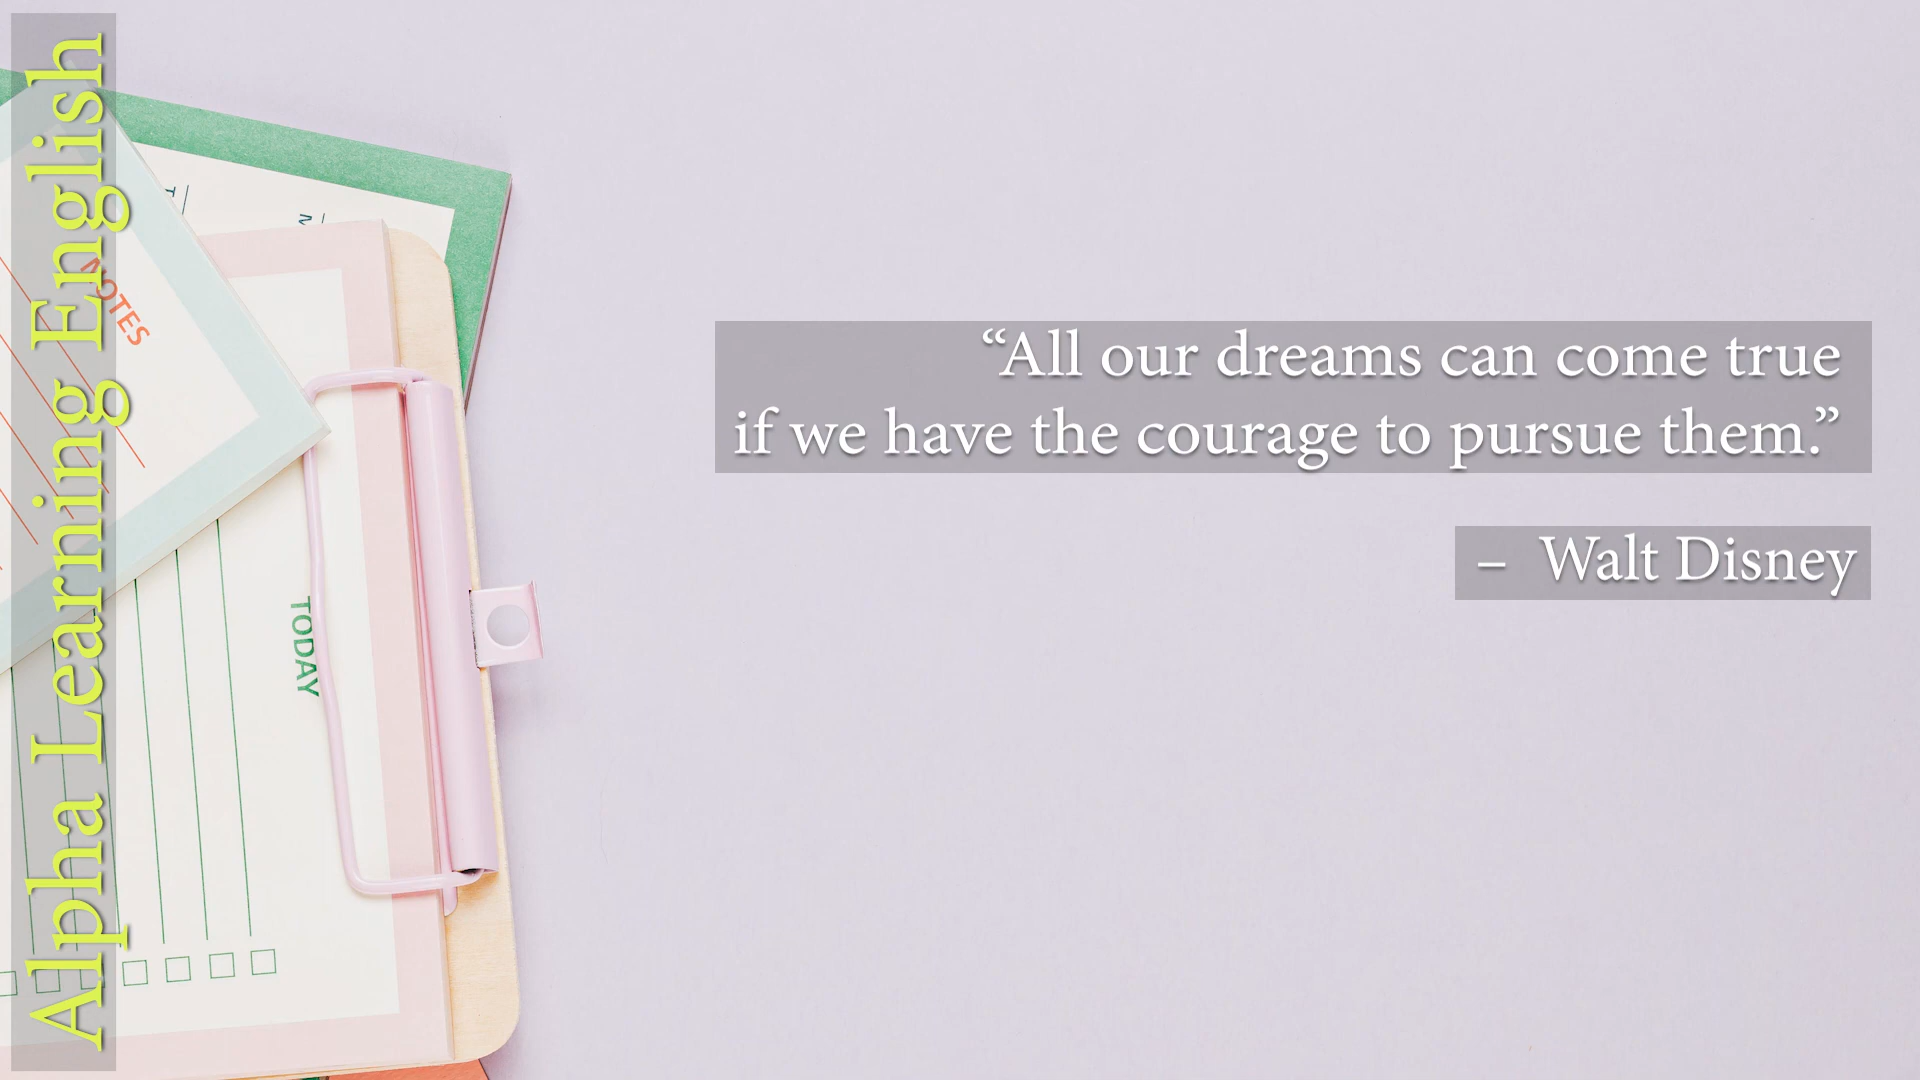 Alpha Learning English
NOTES
TODAY
“All our dreams can come true
if we have the courage to pursue them.”
– Walt Disney